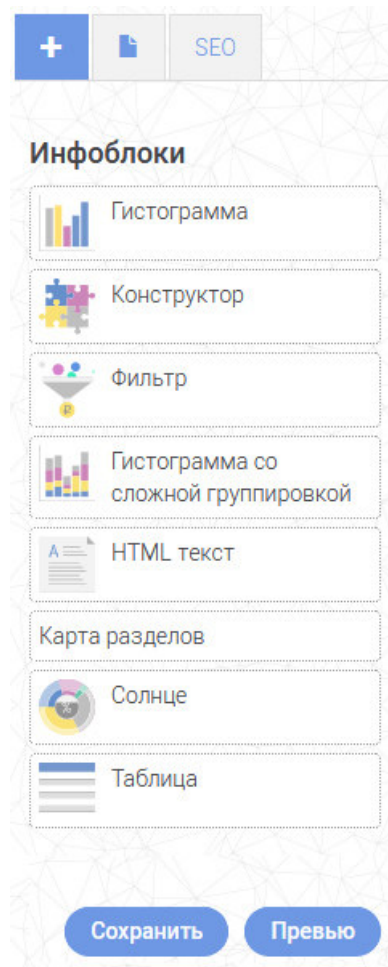 SEO
Инфоблоки
Гистограмма
Конструктор
Фильтр
Гистограмма со
сложной группировкой
HTML текст
Карта разделов
Солнце
Таблица
Сохранить Превью